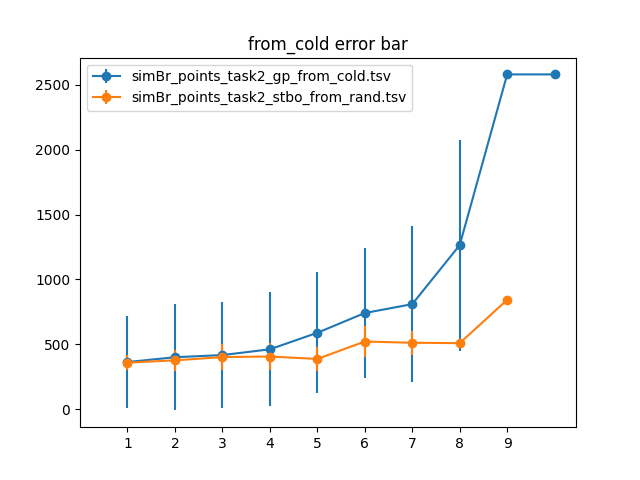 from_cold error bar
simBr_points_task2_gp_from_cold.tsv
simBr_points_task2_stbo_from_rand.tsv
2500
2000
1500
1000
500
0
1 2 3 4 5 6 7 8 9